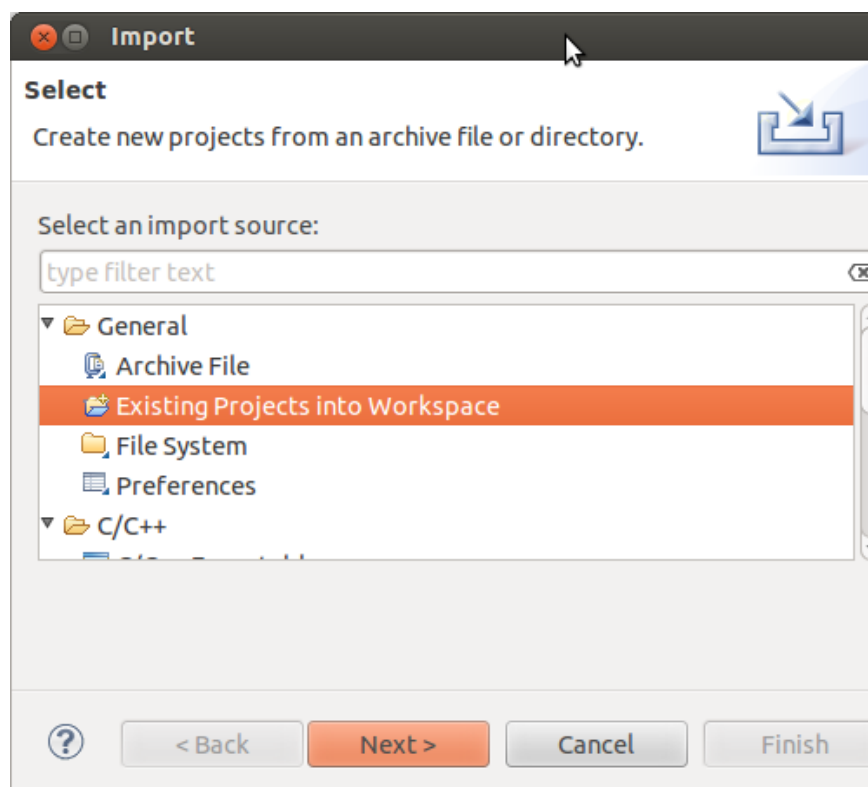 Import
Select
Create new projects from an archive file or directory.
Select an import source:
type filter text
General
Archive File
Existing Projects into Workspace
File System
Preferences
C/C++
? < Back Next > Cancel Finish